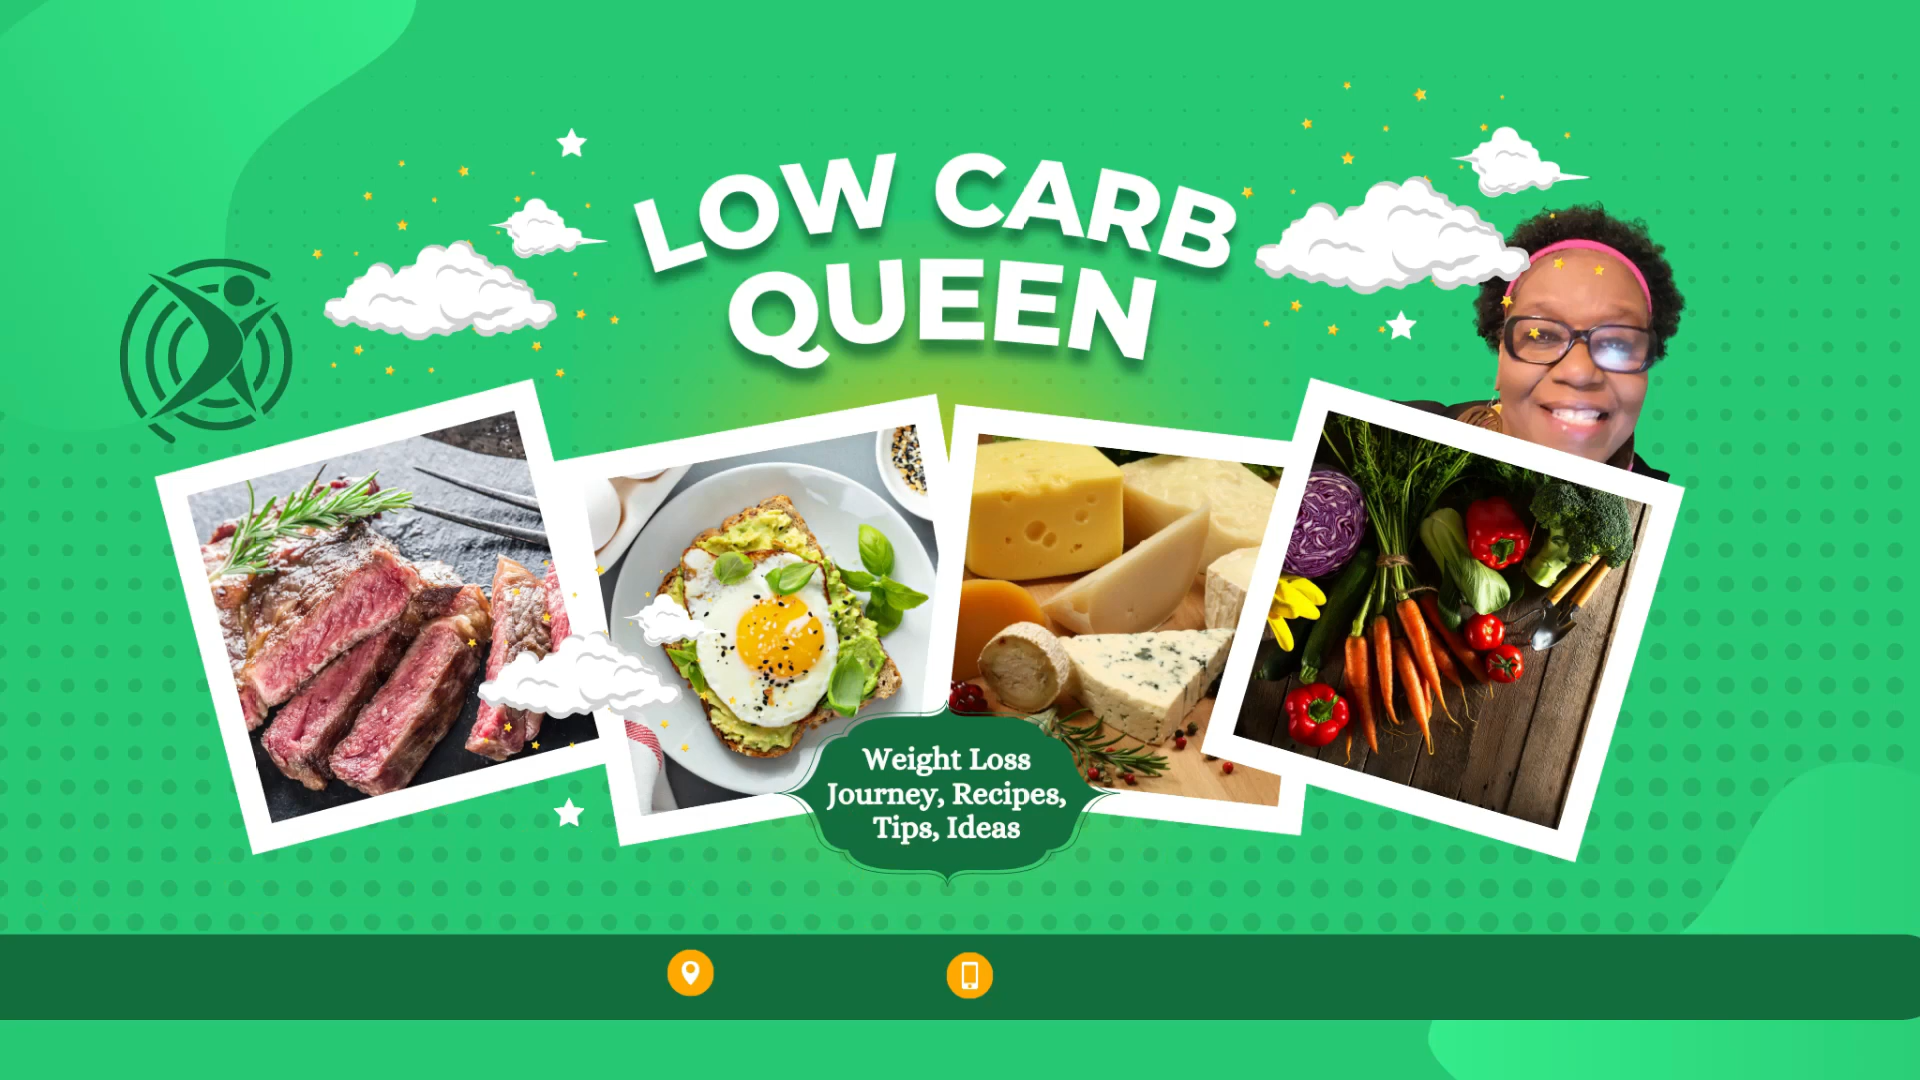 LOW CARB
QUEEN
Weight Loss
Journey, Recipes,
Tips, Ideas